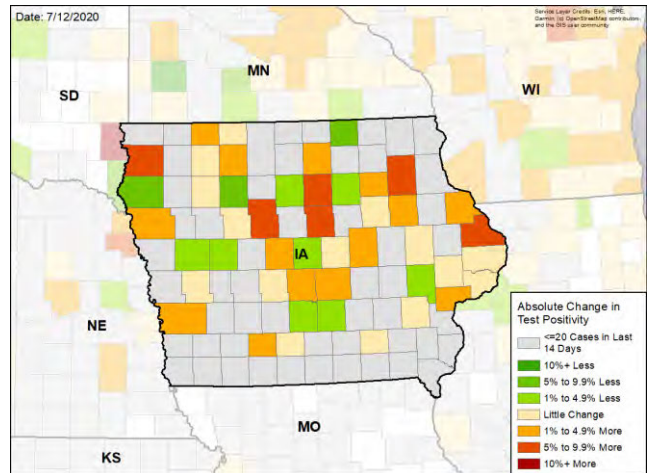 Date: 7/12/2020
Service Layer Credits: Esri, HERE,
Garmin, (c) OpenStreetMap contributors,
and the GIS user community
MN
SD
WI
IA
NE
MO
KS
Absolute Change in
Test Positivity
<=20 Cases in Last
14 Days
10%+ Less
5% to 9.9% Less
1% to 4.9% Less
Little Change
1% to 4.9% More
5% to 9.9% More
10%+ More